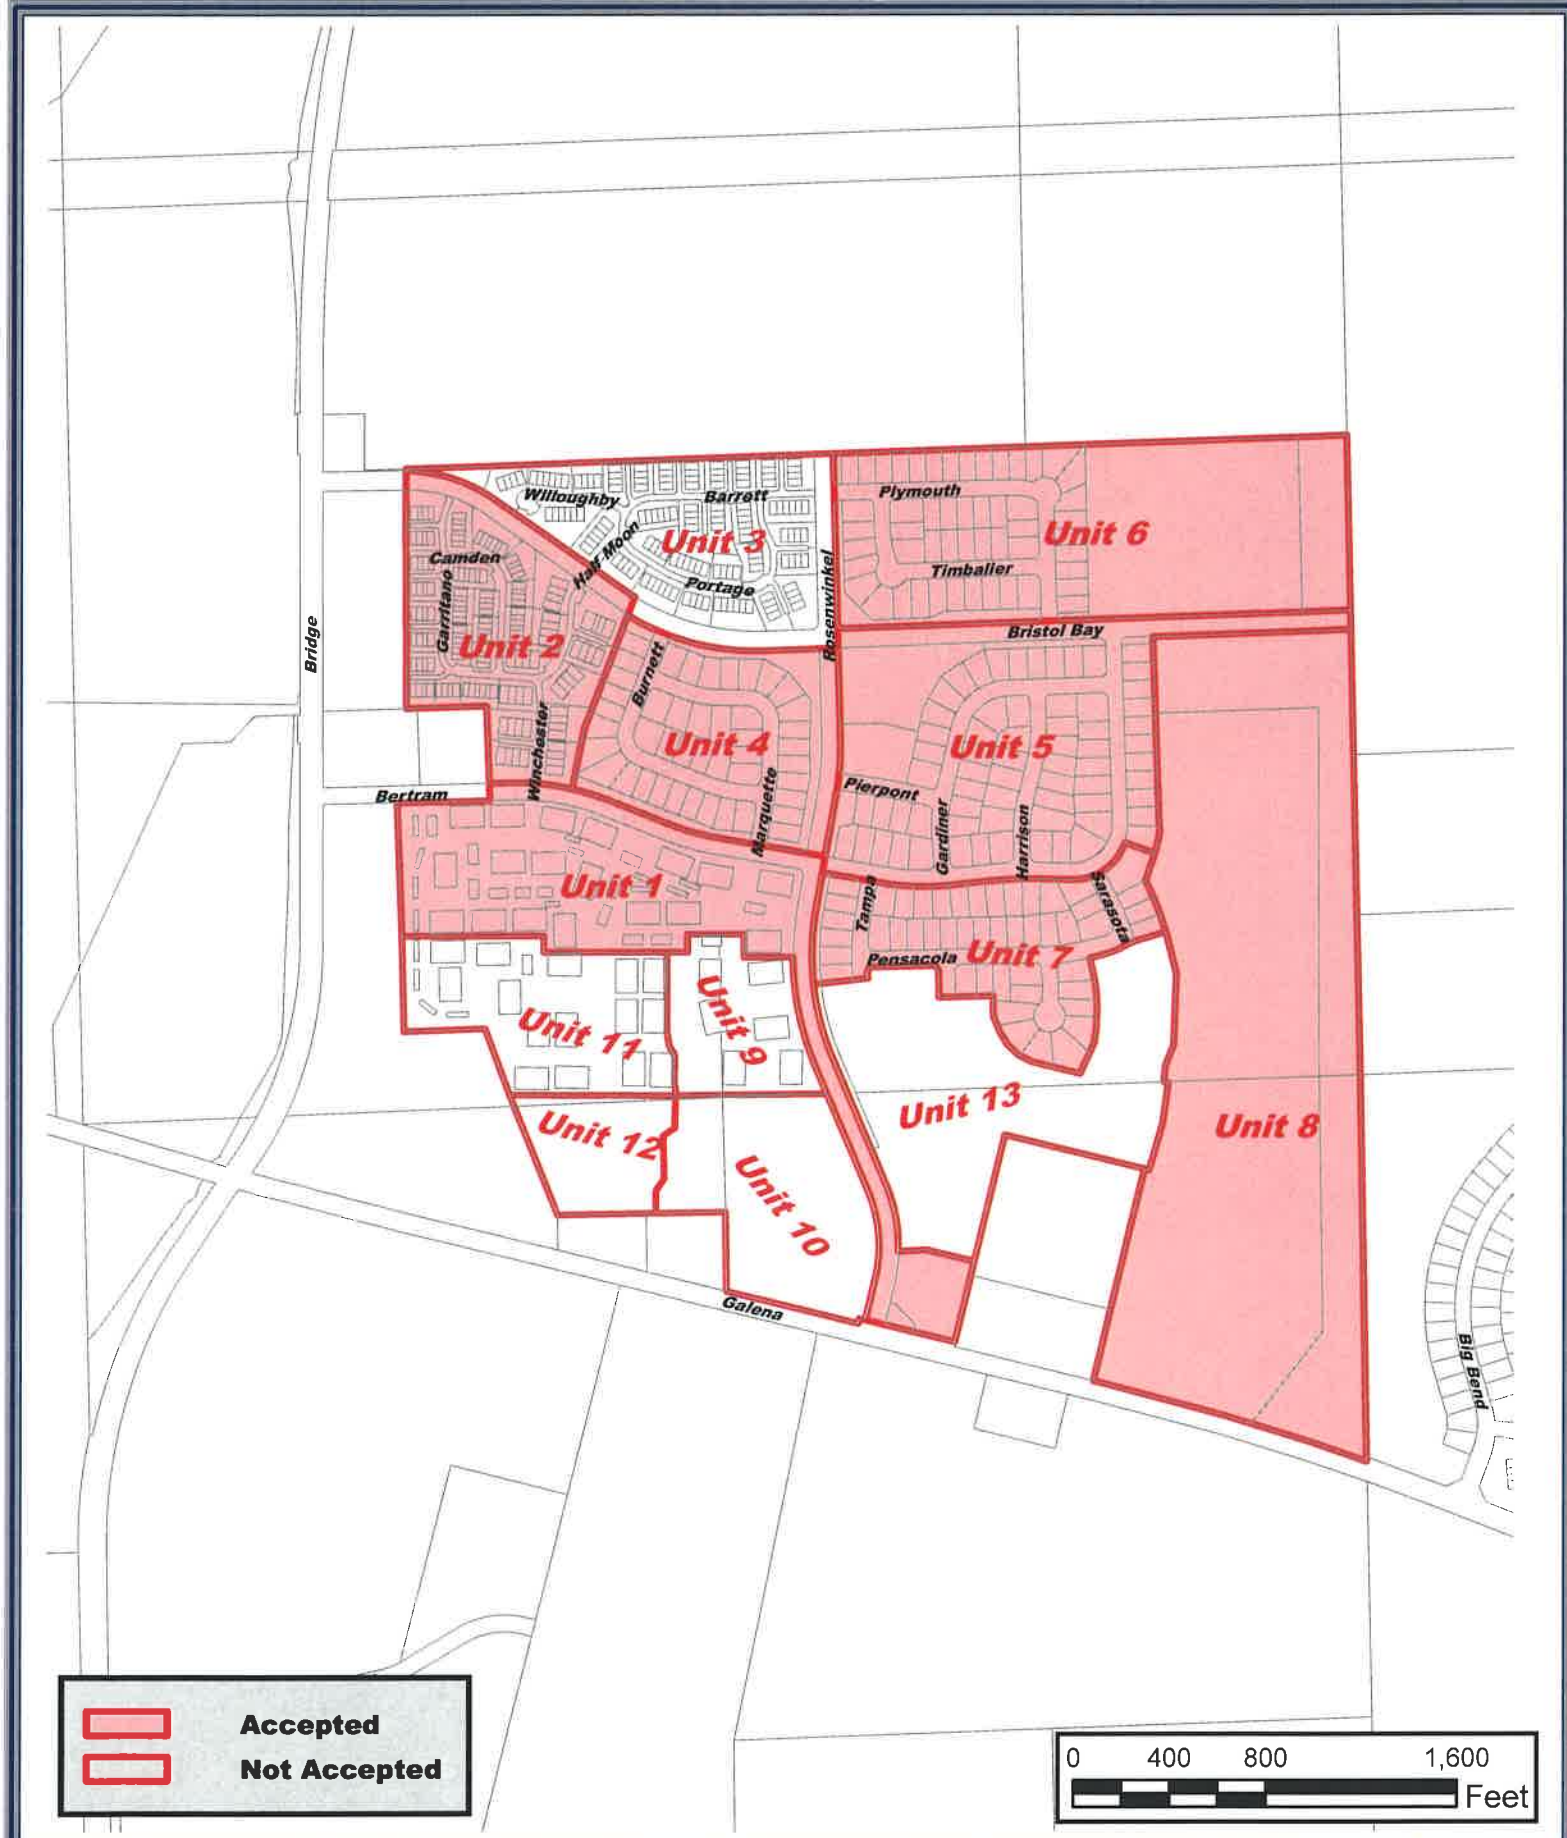 Willoughby
Barrett
Plymouth
Unit 3
Unit 6
Half Moon
Camden
Timbalier
Portage
Garritano
Rosenwinkel
Bristol Bay
Bridge
Unit 2
Burnett
Unit 4
Unit 5
Winchester
Marquette
Pierpont
Bertram
Gardiner
Harrison
Unit 1
Tampa
Sarasota
Pensacola
Unit 7
Unit 11
Unit 9
Unit 13
Unit 8
Unit 12
Unit 10
Galena
Big Bend
Accepted
Not Accepted
0 400 800 1,600
Feet